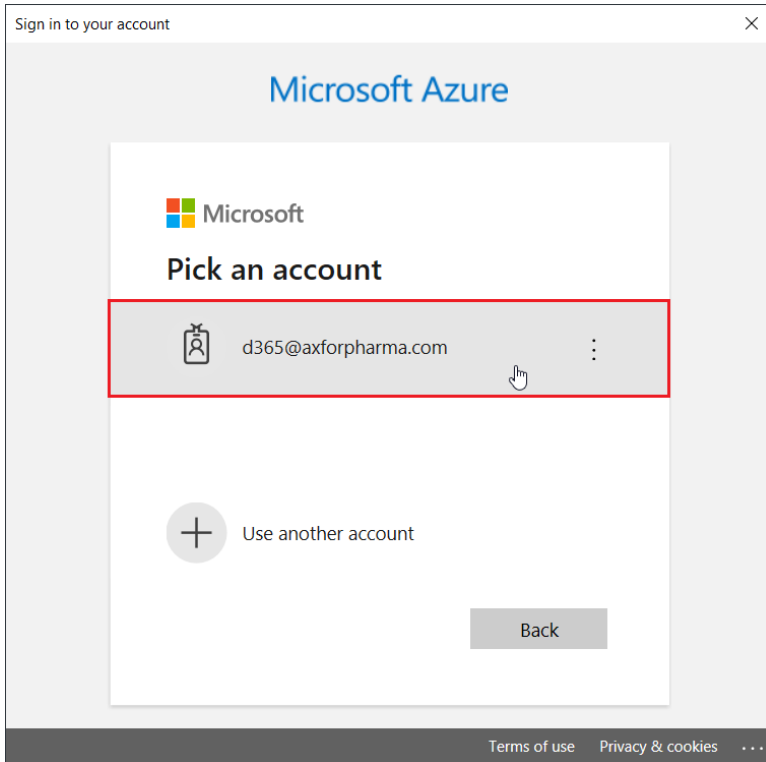 Sign in to your account
Microsoft Azure
Microsoft
Pick an account
d365@axforpharma.com
Use another account
Back
Terms of use Privacy & cookies ...